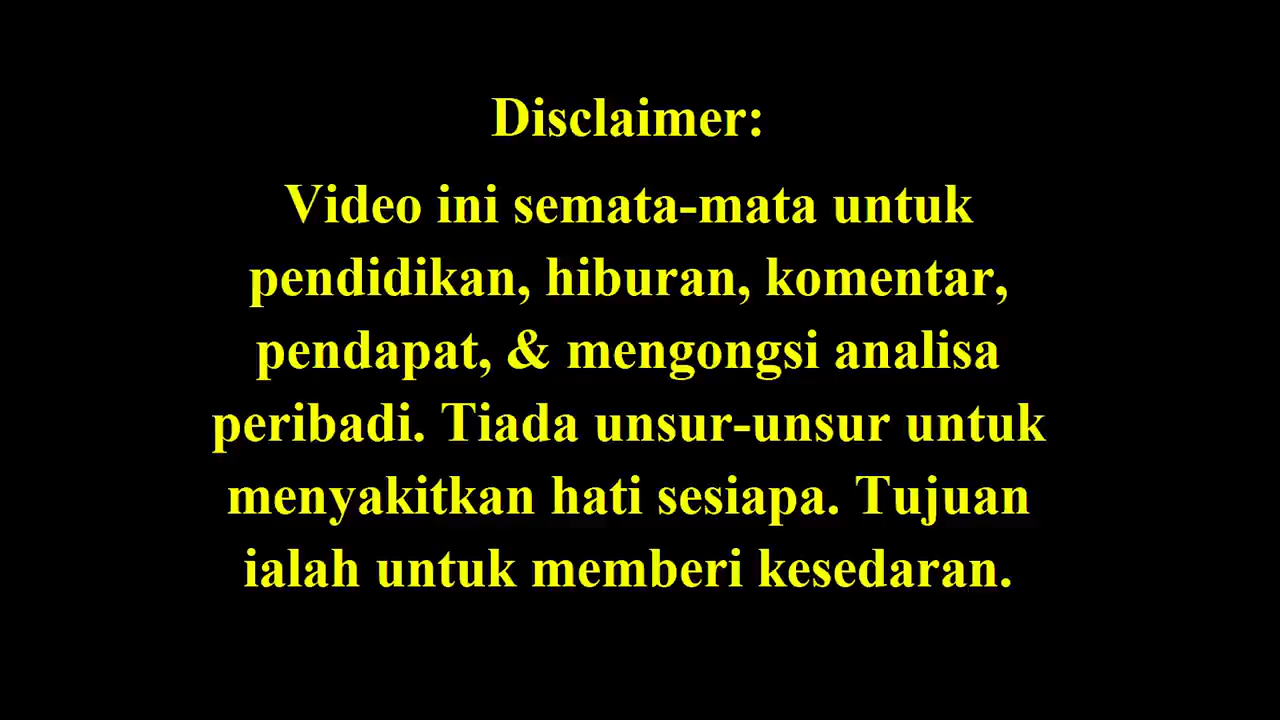 Disclaimer:
Video ini semata-mata untuk
pendidikan, hiburan, komentar,
pendapat, & mengongsi analisa
peribadi. Tiada unsur-unsur untuk
menyakitkan hati sesiapa. Tujuan
ialah untuk memberi kesedaran.